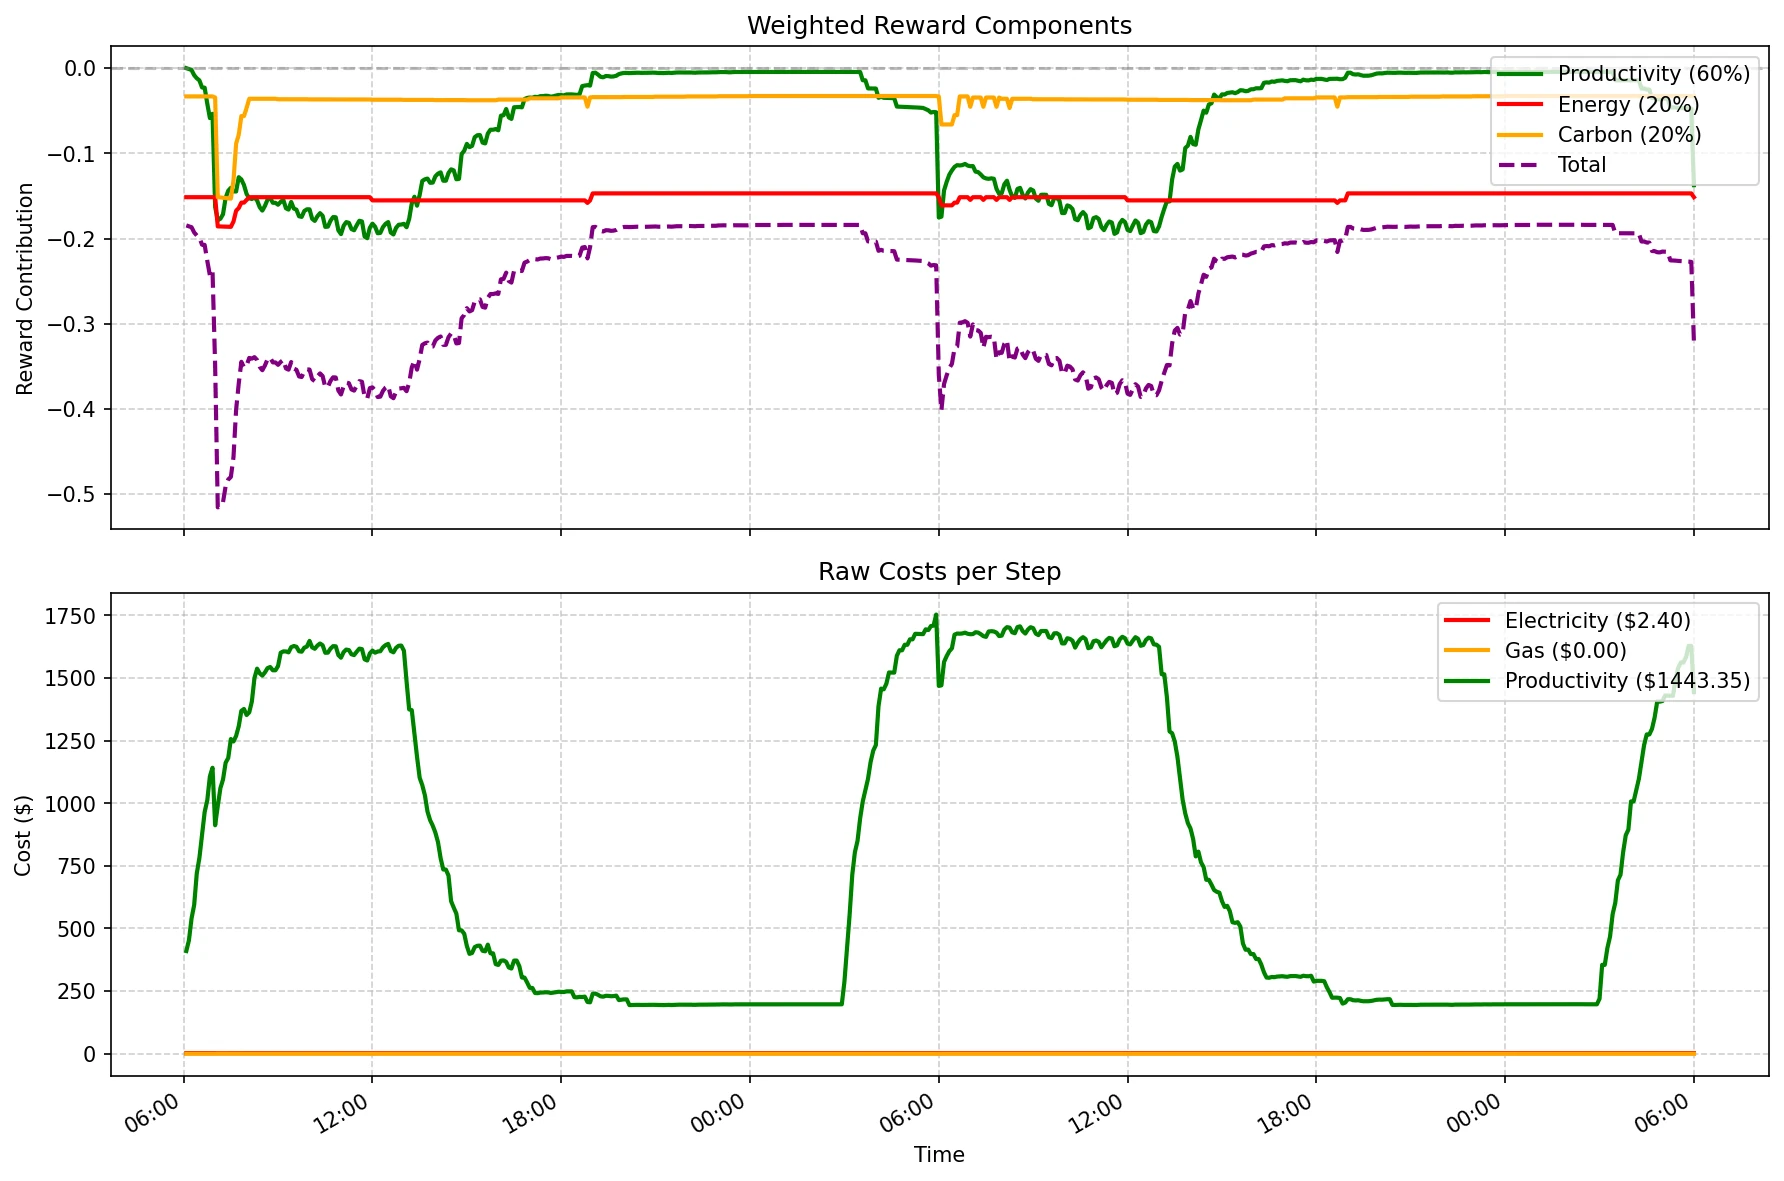 Weighted Reward Components
Reward Contribution
0.0
−0.1
−0.2
−0.3
−0.4
−0.5
Productivity (60%)
Energy (20%)
Carbon (20%)
Total
Raw Costs per Step
Cost ($)
1750
1500
1250
1000
750
500
250
0
Electricity ($2.40)
Gas ($0.00)
Productivity ($1443.35)
06:00 12:00 18:00 00:00 06:00 12:00 18:00 00:00 06:00
Time